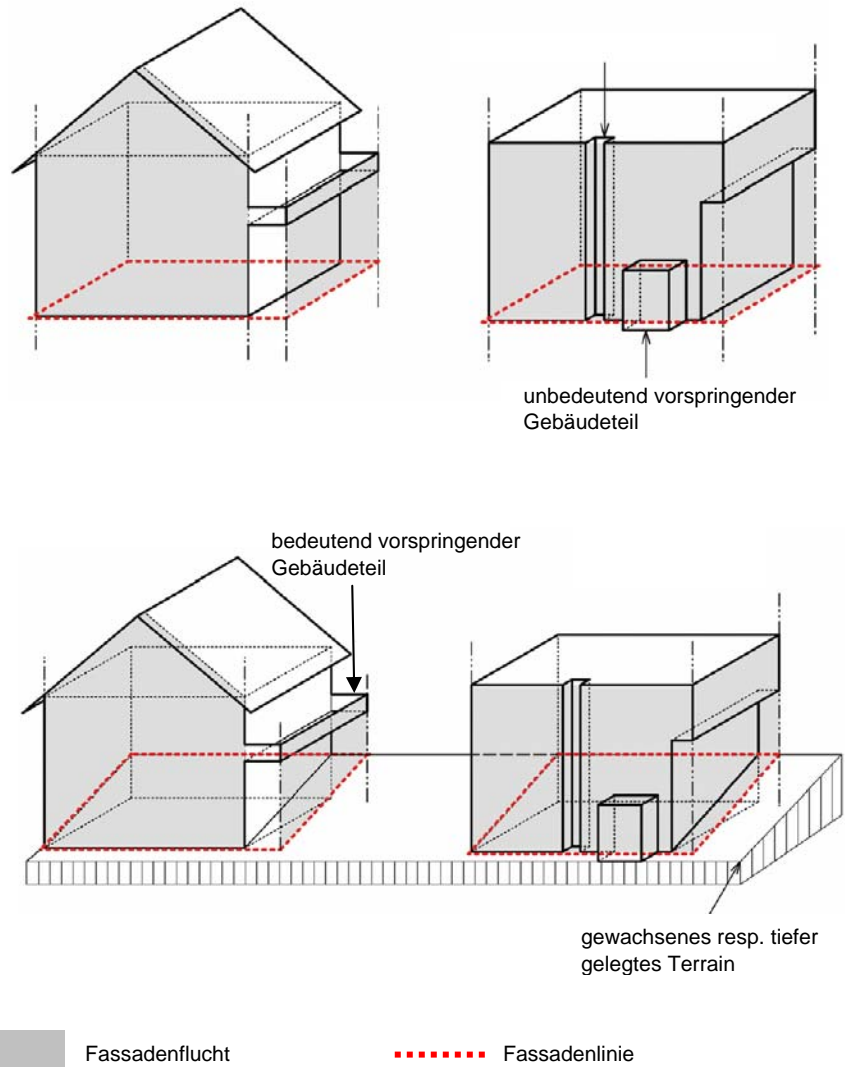 unbedeutend vorspringender
Gebäudeteil
bedeutend vorspringender
Gebäudeteil
gewachsenes resp. tiefer
gelegtes Terrain
Fassadenflucht
Fassadenlinie